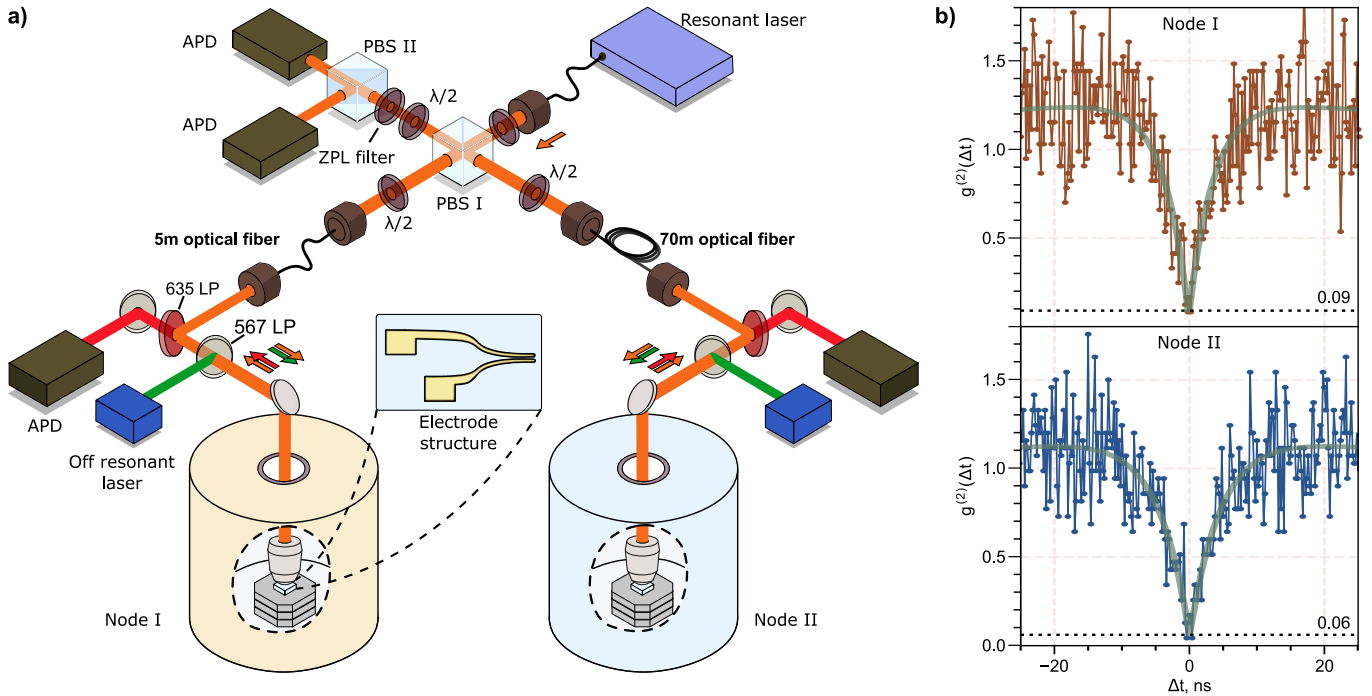 a)
APD
PBS II
Resonant laser
λ/2
APD
ZPL filter
λ/2
PBS I
λ/2
5m optical fiber
70m optical fiber
635 LP
567 LP
APD
Off resonant
laser
Electrode
structure
Node I
Node II
b)
Node I
1.5
1.0
0.5
g(2)(Δt)
0.09
Node II
1.5
1.0
0.5
0.0
g(2)(Δt)
0.06
−20
0
20
Δt, ns